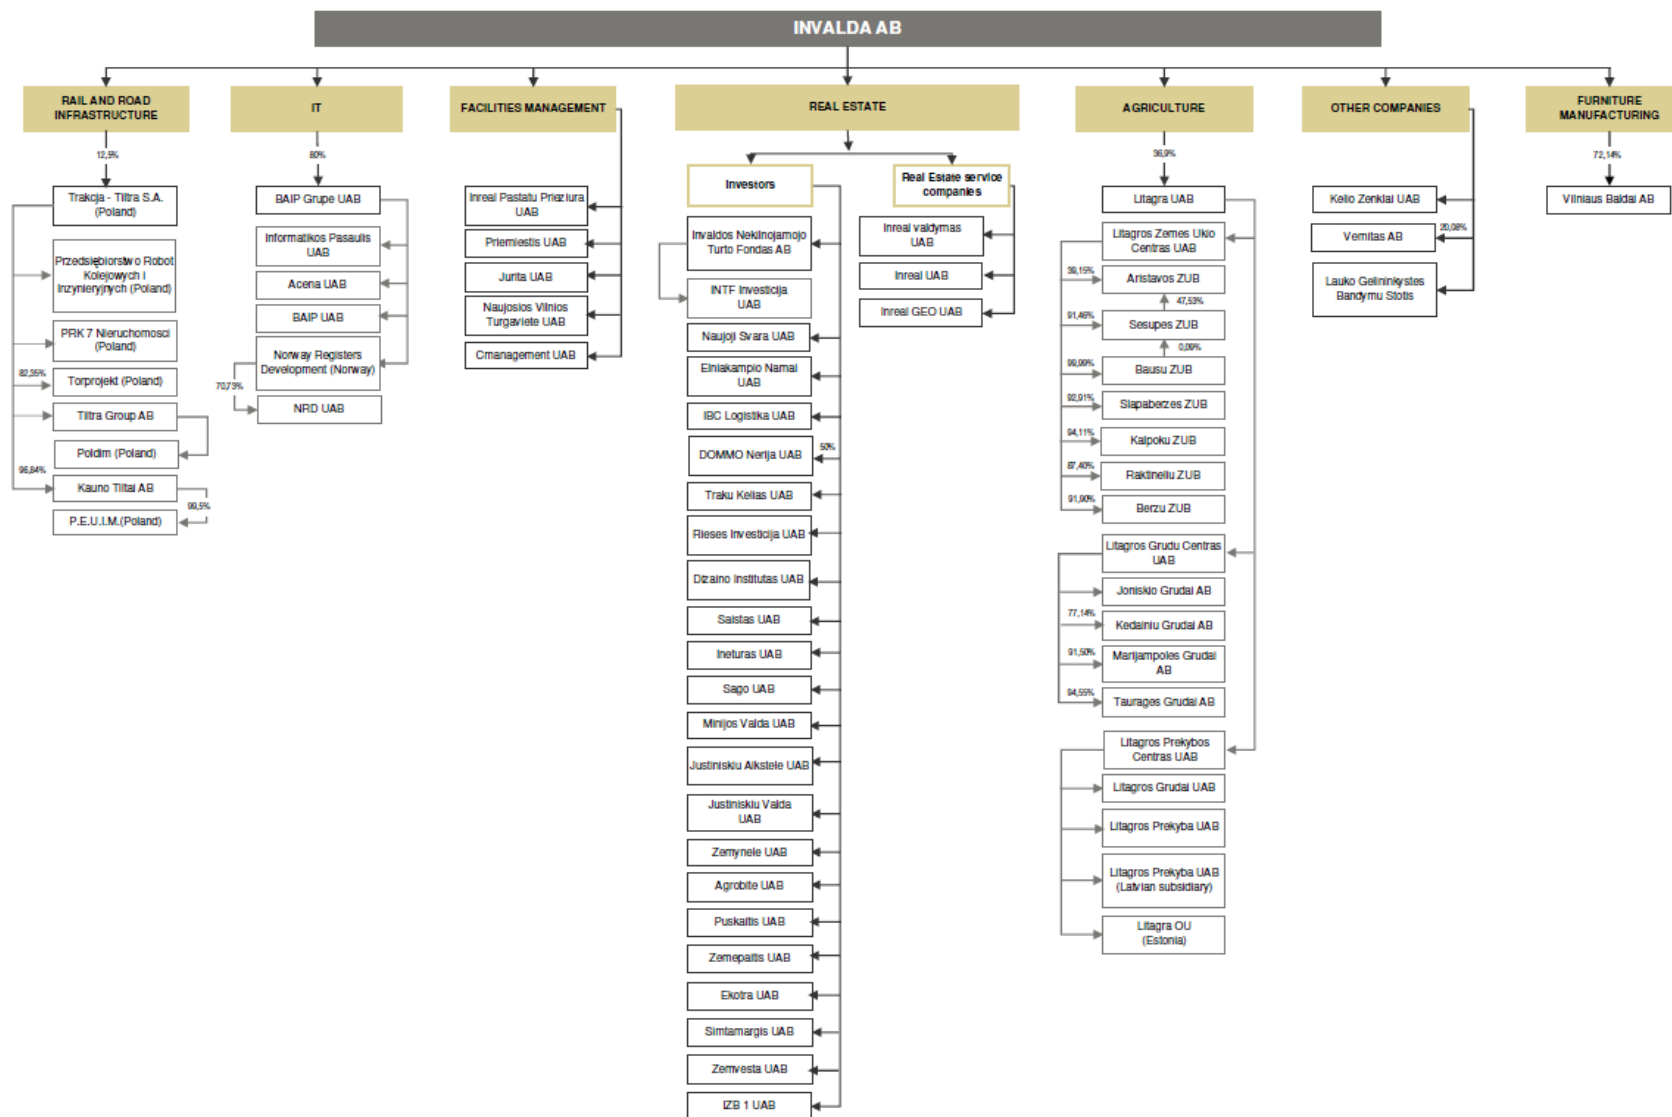 INVALDA AB
RAIL AND ROAD
INFRASTRUCTURE
12,5%
Trakcja - Tiltra S.A.
(Poland)
Przedsiębiorstwo Robot
Kolejowych i
Inzynieryjnych (Poland)
PRK 7 Nieruchomosci
(Poland)
82,35%
Torprojekt (Poland)
Tiltra Group AB
Poldim (Poland)
96,84%
Kauno Tiltai AB
99,5%
P.E.U.I.M.(Poland)
IT
80%
BAIP Grupe UAB
Informatikos Pasaulis
UAB
Acena UAB
BAIP UAB
Norway Registers
Development (Norway)
70,73%
NRD UAB
FACILITIES MANAGEMENT
Inreal Pastatu Prieziura
UAB
Priemiestis UAB
Jurita UAB
Naujosios Vilnios
Turgaviete UAB
Cmanagement UAB
REAL ESTATE
Investors
Invaldos Nekilnojamojo
Turto Fondas AB
INTF Investicija
UAB
Naujoji Svara UAB
Elniakampio Namai
UAB
IBC Logistika UAB
DOMMO Nerija UAB
50%
Traku Kelias UAB
Rieses Investicija UAB
Dizaino Institutas UAB
Saistas UAB
Ineturas UAB
Sago UAB
Minijos Valda UAB
Justiniskiu Aikstele UAB
Justiniskiu Valda
UAB
Zemynele UAB
Agrobite UAB
Puskaitis UAB
Zemepatis UAB
Ekotra UAB
Simtamargis UAB
Zemvesta UAB
IZB 1 UAB
Real Estate service
companies
Inreal valdymas
UAB
Inreal UAB
Inreal GEO UAB
AGRICULTURE
36,9%
Litagra UAB
Litagros Zemes Ukio
Centras UAB
39,15%
Aristavos ZUB
47,53%
91,46%
Sesupes ZUB
0,09%
99,99%
Bausu ZUB
92,91%
Slapaberzes ZUB
94,11%
Kalpoku ZUB
87,40%
Raktineliu ZUB
91,90%
Berzu ZUB
Litagros Grudu Centras
UAB
Joniskio Grudai AB
77,14%
Kedainiu Grudai AB
91,50%
Marijampoles Grudai
AB
94,55%
Taurages Grudai AB
Litagros Prekybos
Centras UAB
Litagros Grudai UAB
Litagros Prekyba UAB
Litagros Prekyba UAB
(Latvian subsidiary)
Litagra OU
(Estonia)
OTHER COMPANIES
Kelio Zenklai UAB
20,08%
Vernitas AB
Lauko Gelininkystes
Bandymu Stotis
FURNITURE
MANUFACTURING
72,14%
Vilniaus Baldai AB